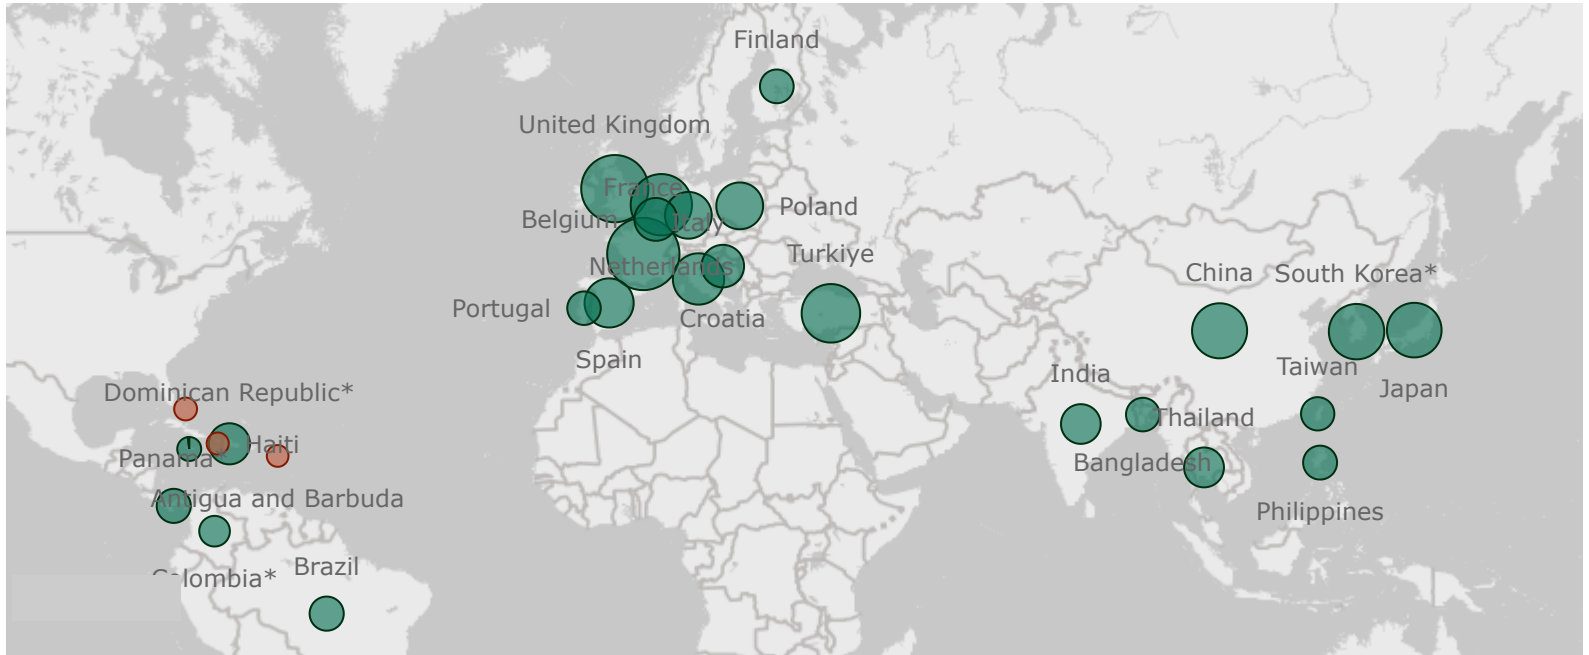 Finland
United Kingdom
France
Belgium
Italy
Poland
Netherlands
Turkiye
China
South Korea*
Portugal
Croatia
Spain
India
Taiwan
Japan
Dominican Republic*
Thailand
Haiti
Panama*
Bangladesh
Antigua and Barbuda
Philippines
Colombia*
Brazil